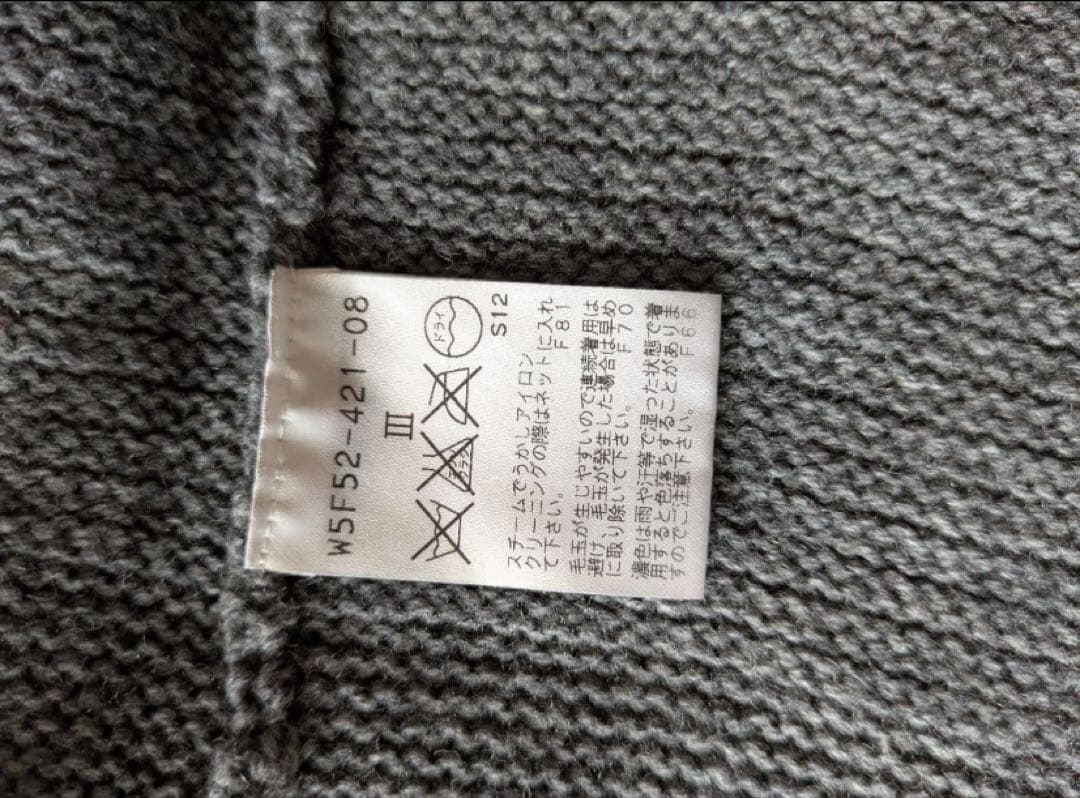 W5F52-421-08
III
エンソ
ドライ
S12
スチームでうかしアイロン
クリーニングの際はネットに入れ
て下さい。 F81
毛玉が生じやすいので連続着用は
避け、毛玉が発生した場合は早め
に取り除いて下さい。 F70
濃色は雨や汗等で湿った状態で着
用すると色落ちすることがありま
すのでご注意下さい。 F66